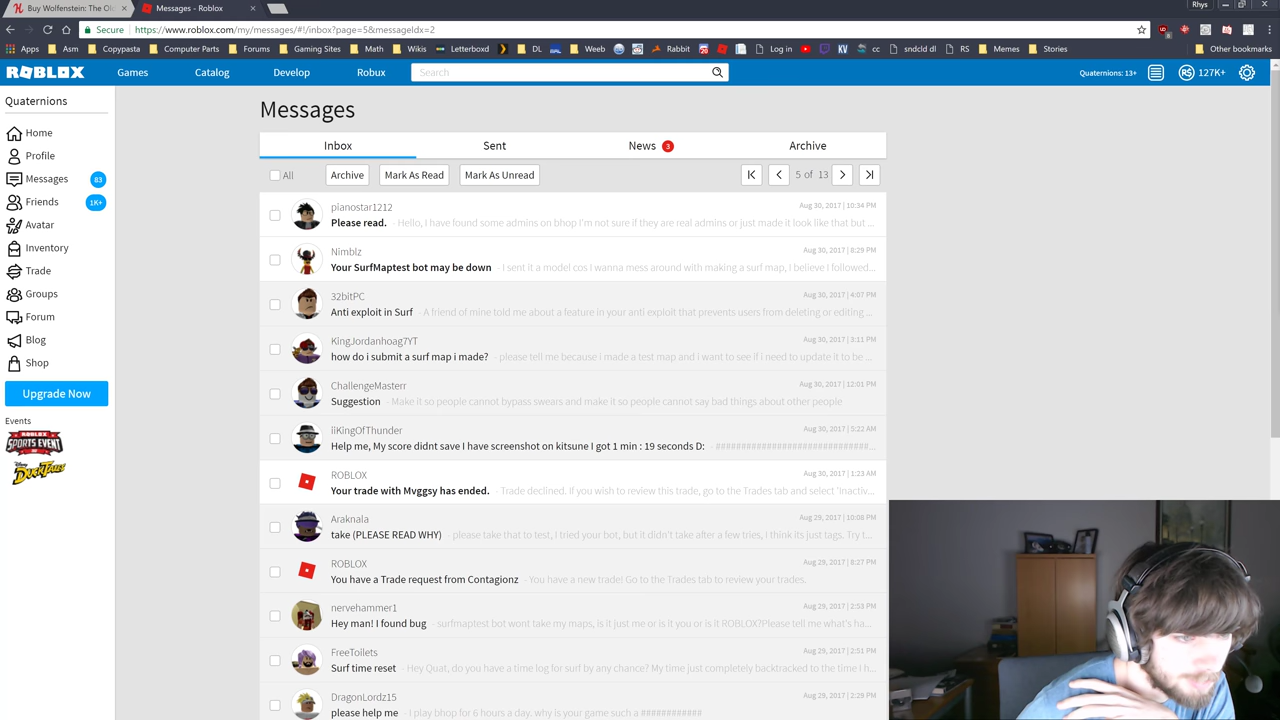 Buy Wolfenstein: The Old
Messages - Roblox
Rhys
Secure https://www.roblox.com/my/messages/#!/inbox?page=5&messageIdx=2
Apps Asm Copypasta Computer Parts Forums Gaming Sites Math Wikis Letterboxd DL Weeb Rabbit Log in KV cc sndcld dl RS Memes Stories Other bookmarks
ROBLOX Games Catalog Develop Robux Search Quaternions: 13+ R$ 127K+
Quaternions
Home
Profile
Messages 83
Friends 1K+
Avatar
Inventory
Trade
Groups
Forum
Blog
Shop
Upgrade Now
Events
ROBLOX SPORTS EVENT
Disney DUCKTALES
Messages
Inbox Sent News 3 Archive
All Archive Mark As Read Mark As Unread 5 of 13
pianostar1212 Aug 30, 2017 | 10:34 PM
Please read. - Hello, I have found some admins on bhop I'm not sure if they are real admins or just made it look like that but ...
Nimblz Aug 30, 2017 | 8:29 PM
Your SurfMaptest bot may be down - I sent it a model cos I wanna mess around with making a surf map, I believe I followed...
32bitPC Aug 30, 2017 | 4:07 PM
Anti exploit in Surf - A friend of mine told me about a feature in your anti exploit that prevents users from deleting or editing ...
KingJordanhoag7YT Aug 30, 2017 | 3:11 PM
how do i submit a surf map i made? - please tell me because i made a test map and i want to see if i need to update it to be ...
ChallengeMasterr Aug 30, 2017 | 12:01 PM
Suggestion - Make it so people cannot bypass swears and make it so people cannot say bad things about other people
iiKingOfThunder Aug 30, 2017 | 5:22 AM
Help me, My score didnt save I have screenshot on kitsune I got 1 min : 19 seconds D: - ##############################...
ROBLOX Aug 30, 2017 | 1:23 AM
Your trade with Mvggsy has ended. - Trade declined. If you wish to review this trade, go to the Trades tab and select 'Inactiv...
Araknala Aug 29, 2017 | 10:08 PM
take (PLEASE READ WHY) - please take that to test, I tried your bot, but it didn't take after a few tries, i think its just tags. Try t...
ROBLOX Aug 29, 2017 | 8:27 PM
You have a Trade request from Contagionz - You have a new trade! Go to the Trades tab to review your trades.
nervehammer1 Aug 29, 2017 | 2:53 PM
Hey man! I found bug - surfmaptest bot wont take my maps, is it just me or is it you or is it ROBLOX?Please tell me what's ha...
FreeToilets Aug 29, 2017 | 2:51 PM
Surf time reset - Hey Quat, do you have a time log for surf by any chance? My time just completely backtracked to the time I h...
DragonLordz15 Aug 29, 2017 | 2:29 PM
please help me - I play bhop for 6 hours a day. why is your game such a ############